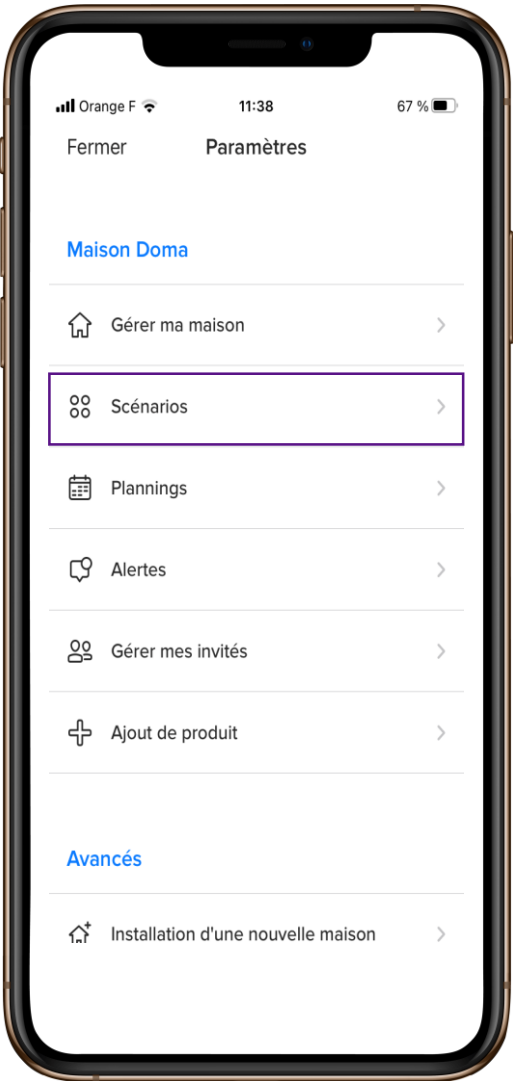 Orange F 11:38 67 %
Fermer Paramètres
Maison Doma
Gérer ma maison
Scénarios
Plannings
Alertes
Gérer mes invités
Ajout de produit
Avancés
Installation d'une nouvelle maison